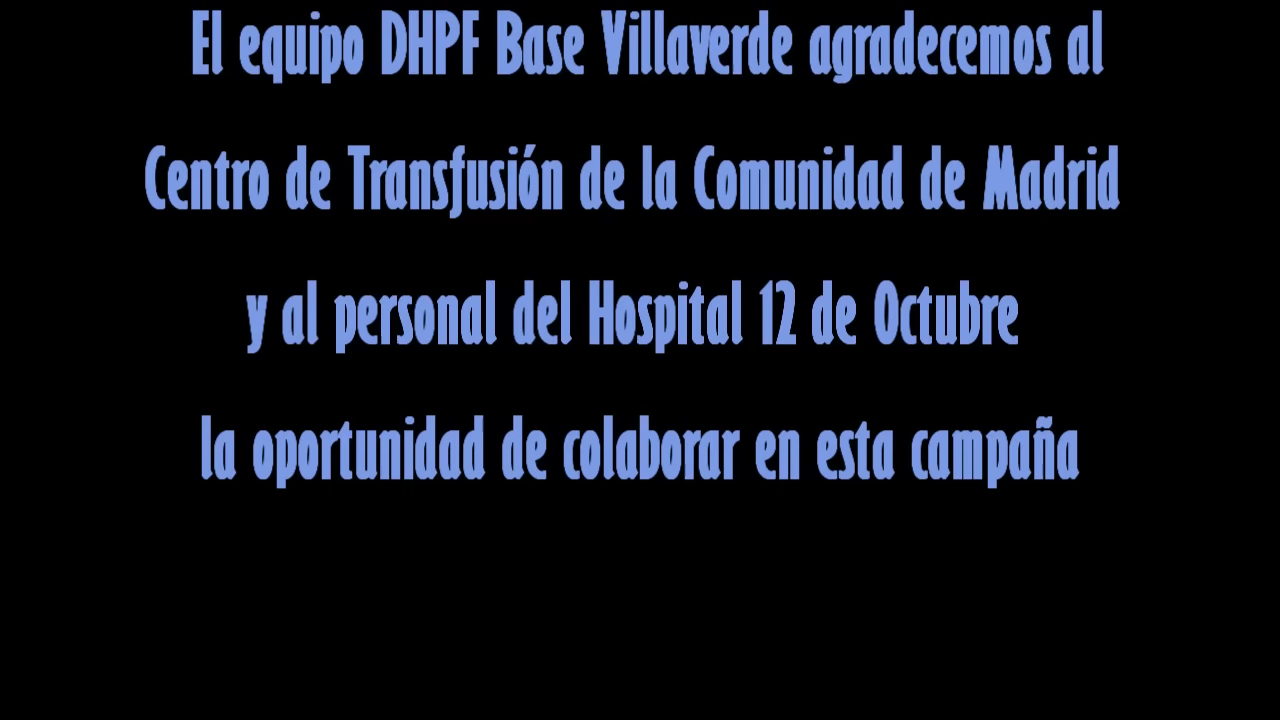 El equipo DHPF Base Villaverde agradecemos al
Centro de Transfusión de la Comunidad de Madrid
y al personal del Hospital 12 de Octubre
la oportunidad de colaborar en esta campaña